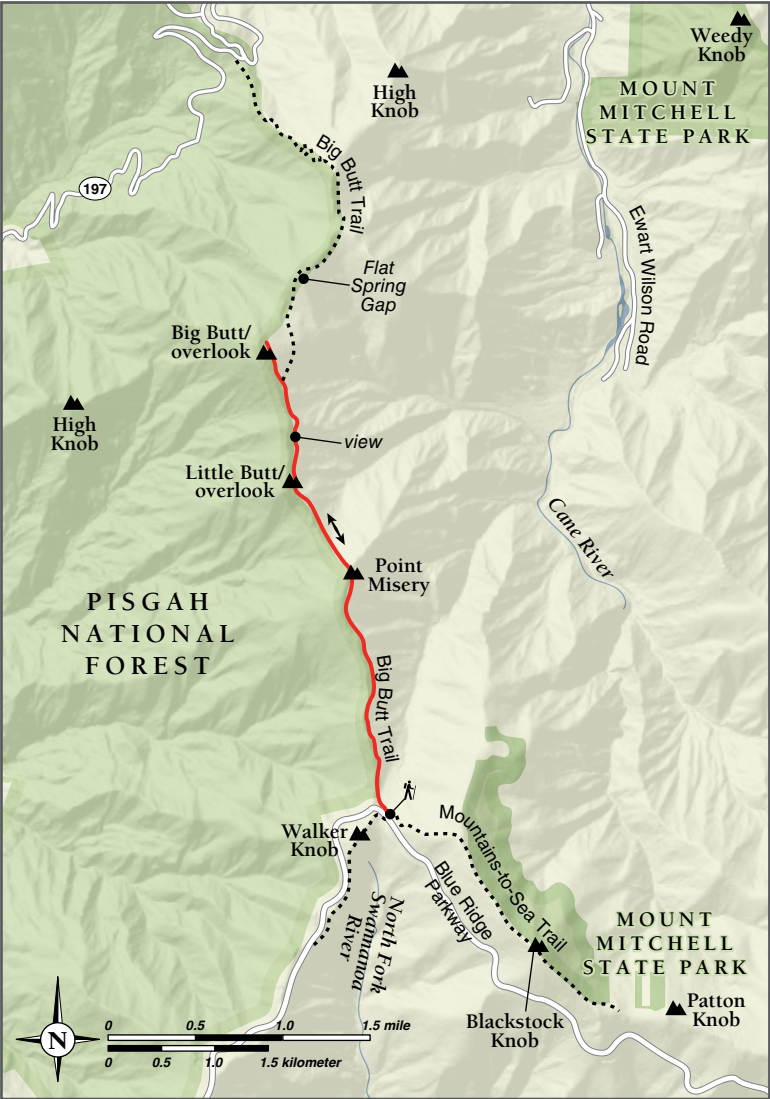 Weedy
Knob
High
Knob
MOUNT
MITCHELL
STATE PARK
Big Butt Trail
197
Ewart Wilson Road
Flat
Spring
Gap
Big Butt/
overlook
High
Knob
view
Little Butt/
overlook
Cane River
Point
Misery
PISGAH
NATIONAL
FOREST
Big Butt Trail
Mountains-to-Sea Trail
Walker
Knob
Blue Ridge
Parkway
North Fork
Swannanoa
River
MOUNT
MITCHELL
STATE PARK
Patton
Knob
Blackstock
Knob
N
0 0.5 1.0 1.5 mile
0 0.5 1.0 1.5 kilometer